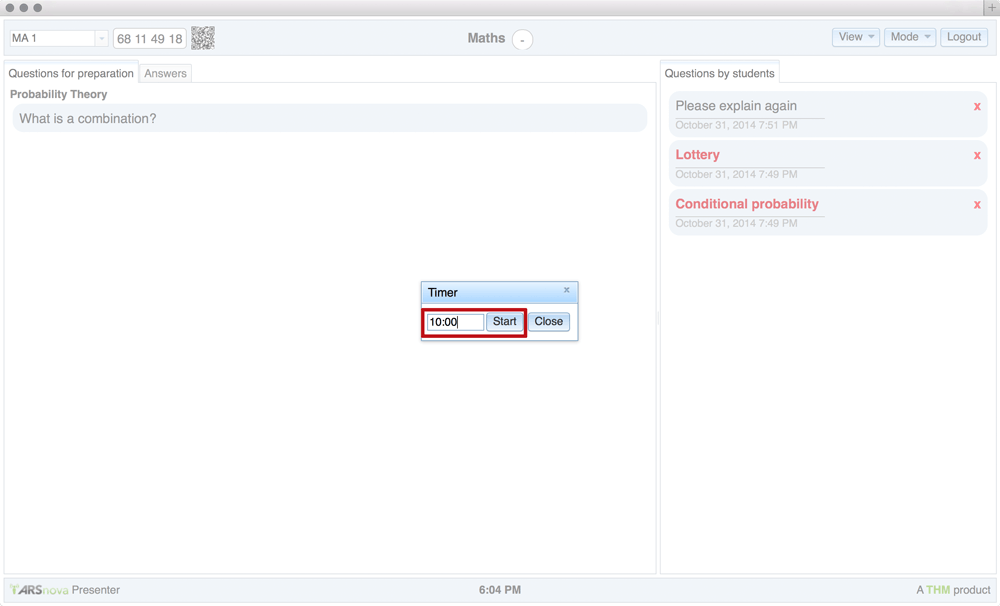 MA 1
68 11 49 18
Maths
-
View
Mode
Logout
Questions for preparation
Answers
Probability Theory
What is a combination?
Questions by students
Please explain again
x
October 31, 2014 7:51 PM
Lottery
x
October 31, 2014 7:49 PM
Conditional probability
x
October 31, 2014 7:49 PM
Timer
x
10:00
Start
Close
ARSnova Presenter
6:04 PM
A THM product